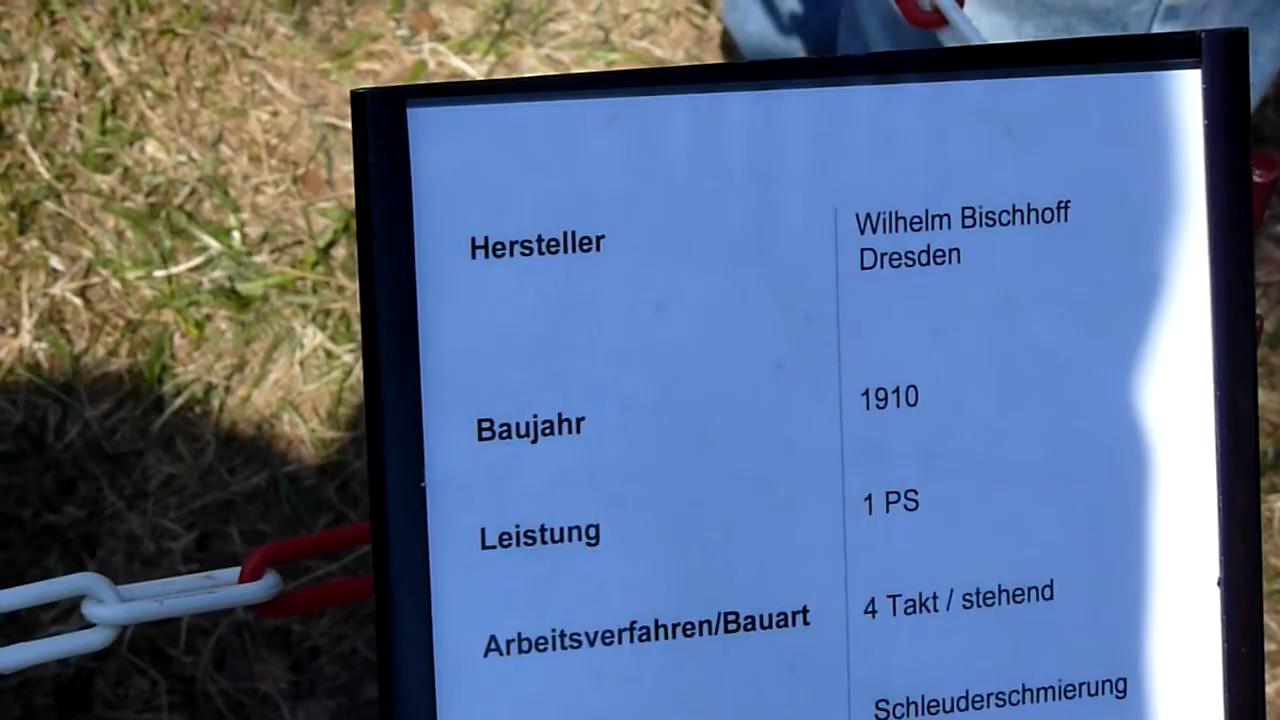 Hersteller
Wilhelm Bischhoff
Dresden
Baujahr
1910
Leistung
1 PS
Arbeitsverfahren/Bauart
4 Takt / stehend
Schleuderschmierung